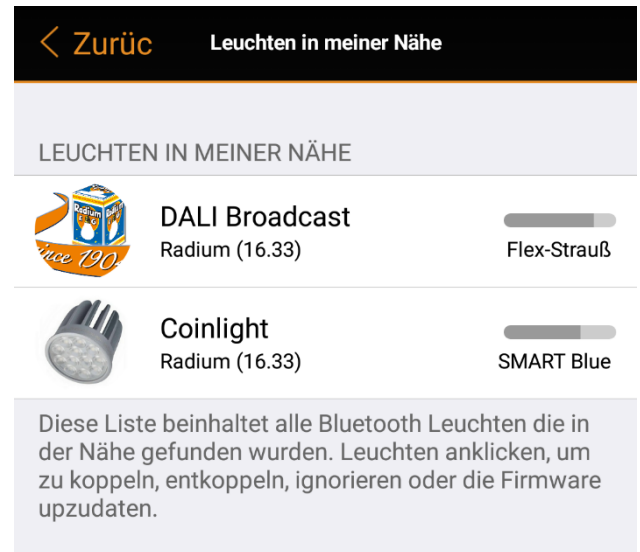 Zurüc
Leuchten in meiner Nähe
LEUCHTEN IN MEINER NÄHE
Radium
DALI Broadcast
Radium (16.33)
Flex-Strauß
Coinlight
Radium (16.33)
SMART Blue
Diese Liste beinhaltet alle Bluetooth Leuchten die in
der Nähe gefunden wurden. Leuchten anklicken, um
zu koppeln, entkoppeln, ignorieren oder die Firmware
upzudaten.